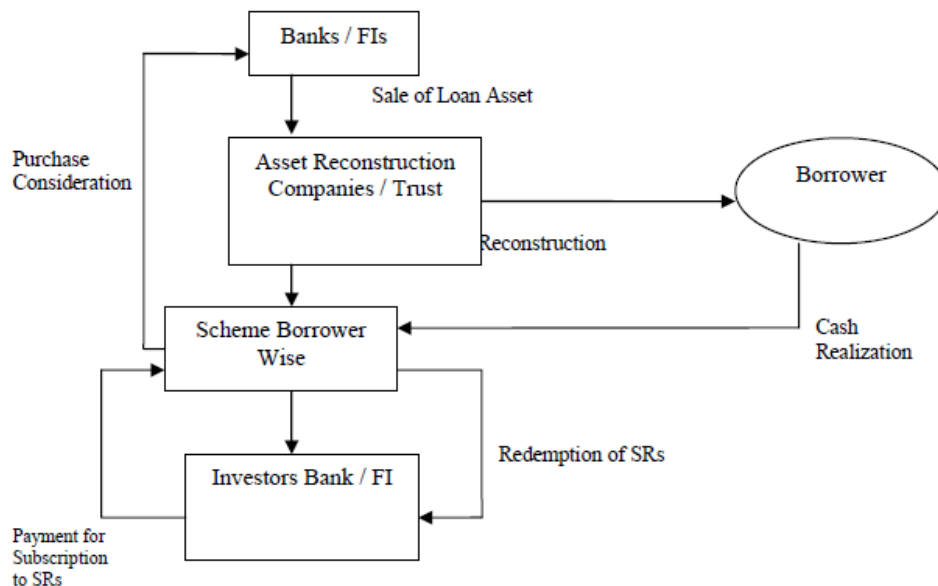 Banks / FIs
Sale of Loan Asset
Purchase
Consideration
Asset Reconstruction
Companies / Trust
Borrower
Reconstruction
Scheme Borrower
Wise
Cash
Realization
Redemption of SRs
Investors Bank / FI
Payment for
Subscription
to SRs